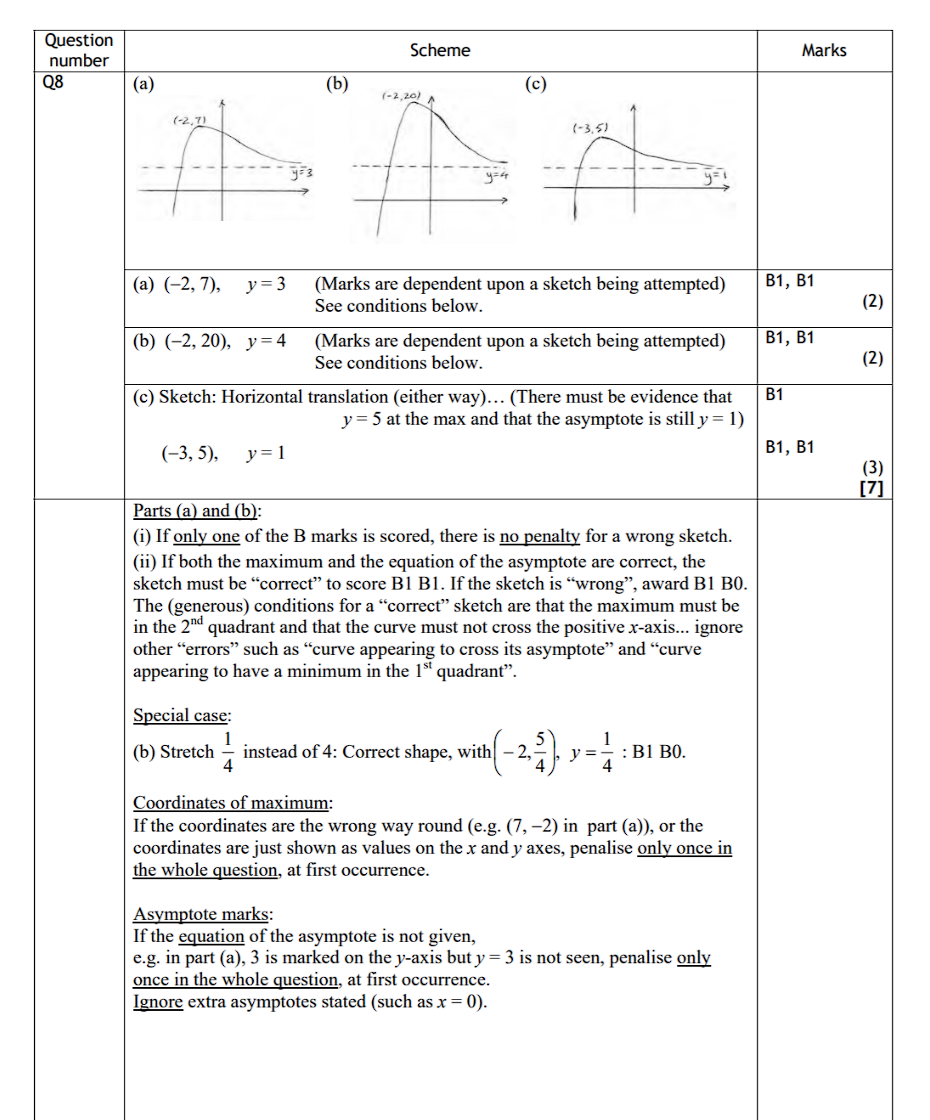 Question number Scheme Marks
Q8 (a) (b) (c)
(-2,7) (-2,20) (-3,5)
y=3 y=4 y=1
(a) (–2, 7), y = 3 (Marks are dependent upon a sketch being attempted) B1, B1
See conditions below. (2)
(b) (–2, 20), y = 4 (Marks are dependent upon a sketch being attempted) B1, B1
See conditions below. (2)
(c) Sketch: Horizontal translation (either way)… (There must be evidence that B1
y = 5 at the max and that the asymptote is still y = 1)
(–3, 5), y = 1 B1, B1
(3)
[7]
Parts (a) and (b):
(i) If only one of the B marks is scored, there is no penalty for a wrong sketch.
(ii) If both the maximum and the equation of the asymptote are correct, the
sketch must be “correct” to score B1 B1. If the sketch is “wrong”, award B1 B0.
The (generous) conditions for a “correct” sketch are that the maximum must be
in the 2nd quadrant and that the curve must not cross the positive x-axis... ignore
other “errors” such as “curve appearing to cross its asymptote” and “curve
appearing to have a minimum in the 1st quadrant”.
Special case:
(b) Stretch 1/4 instead of 4: Correct shape, with (–2, 5/4), y = 1/4 : B1 B0.
Coordinates of maximum:
If the coordinates are the wrong way round (e.g. (7, –2) in part (a)), or the
coordinates are just shown as values on the x and y axes, penalise only once in
the whole question, at first occurrence.
Asymptote marks:
If the equation of the asymptote is not given,
e.g. in part (a), 3 is marked on the y-axis but y = 3 is not seen, penalise only
once in the whole question, at first occurrence.
Ignore extra asymptotes stated (such as x = 0).